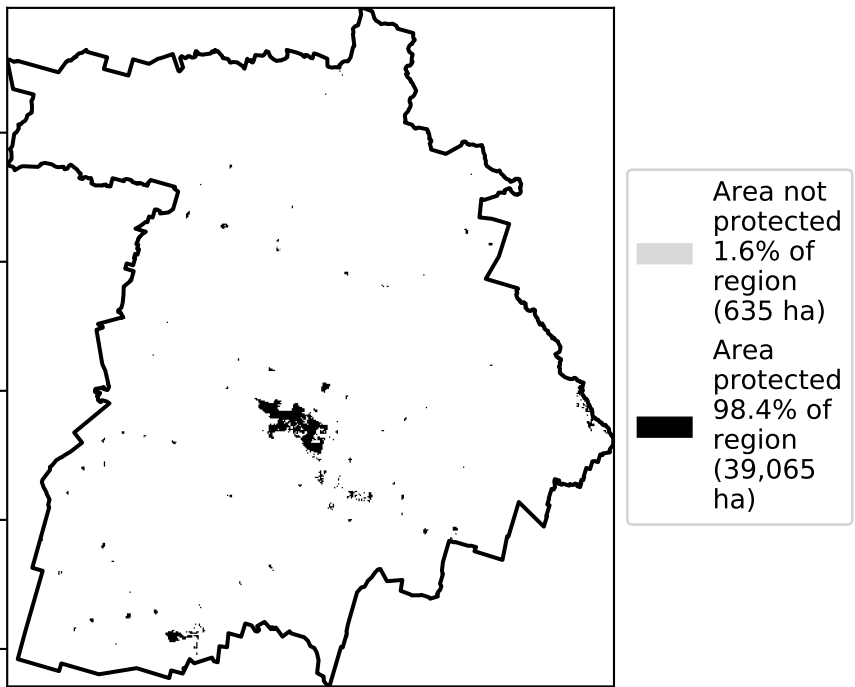 Area not
protected
1.6% of
region
(635 ha)
Area
protected
98.4% of
region
(39,065
ha)